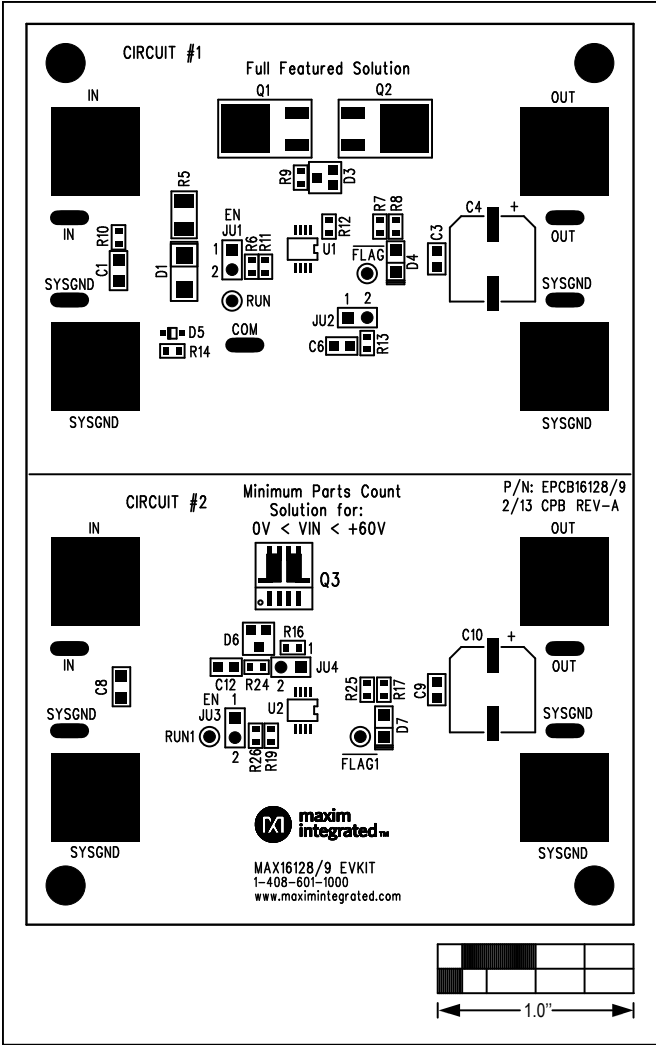 CIRCUIT #1
Full Featured Solution
IN
Q1
Q2
OUT
R5
R9
D3
R7
R8
C4
+
IN
R10
C1
D1
EN
JU1
1
2
R6
R11
U1
R12
FLAG
D4
C3
OUT
SYSGND
RUN
SYSGND
1 2
JU2
D5
R14
COM
C6
R13
SYSGND
SYSGND
CIRCUIT #2
Minimum Parts Count
Solution for:
0V < VIN < +60V
P/N: EPCB16128/9
2/13 CPB REV-A
IN
OUT
Q3
D6
R16
1
C10
+
IN
C8
C12
R24
2
JU4
R25
R17
C9
OUT
SYSGND
EN
JU3
1
2
RUN1
R26
R19
U2
D7
FLAG1
SYSGND
SYSGND
SYSGND
maxim
integrated™
MAX16128/9 EVKIT
1-408-601-1000
www.maximintegrated.com
1.0"